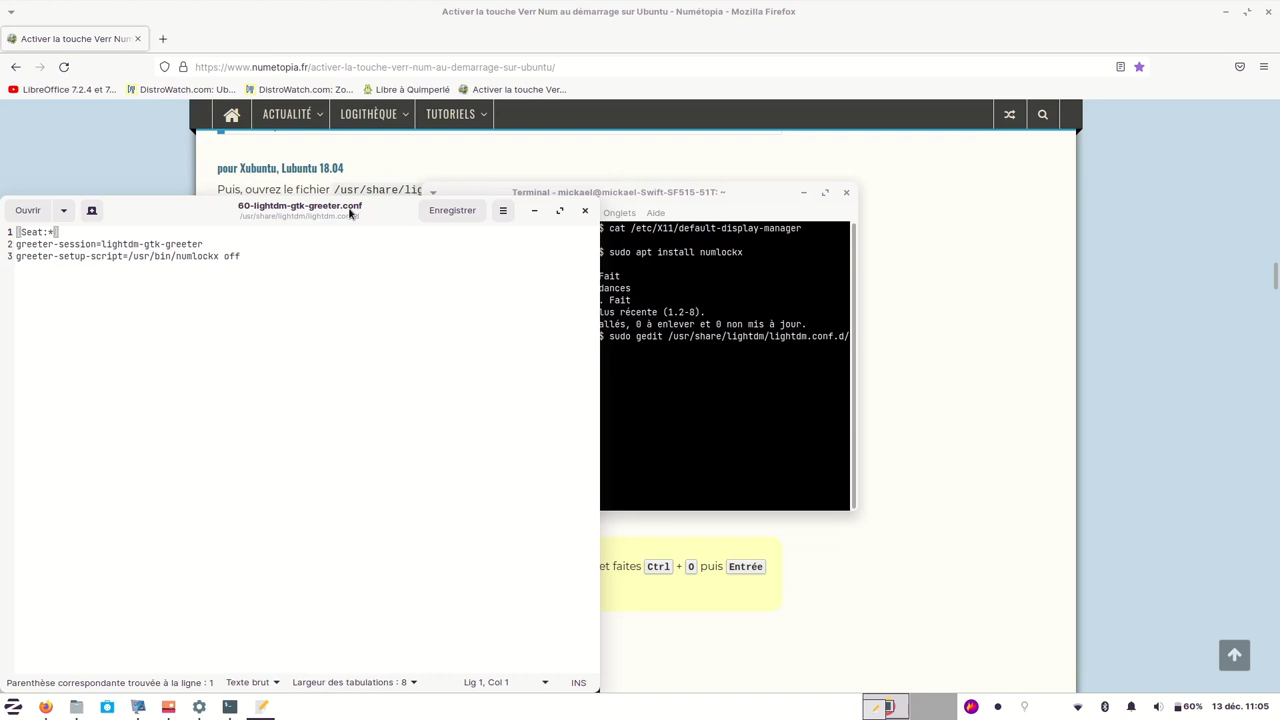 Activer la touche Verr Num au démarrage sur Ubuntu - Numétopia - Mozilla Firefox
Activer la touche Verr Num
https://www.numetopia.fr/activer-la-touche-verr-num-au-demarrage-sur-ubuntu/
LibreOffice 7.2.4 et 7...
DistroWatch.com: Ub...
DistroWatch.com: Zo...
Libre à Quimperlé
Activer la touche Ver...
ACTUALITÉ
LOGITHÈQUE
TUTORIELS
pour Xubuntu, Lubuntu 18.04
Puis, ouvrez le fichier /usr/share/lig
Terminal - mickael@mickael-Swift-SF515-51T: ~
Onglets Aide
$ cat /etc/X11/default-display-manager
$ sudo apt install numlockx
Fait
dances
. Fait
lus récente (1.2-8).
allés, 0 à enlever et 0 non mis à jour.
$ sudo gedit /usr/share/lightdm/lightdm.conf.d/
Ouvrir
60-lightdm-gtk-greeter.conf
/usr/share/lightdm/lightdm.con
Enregistrer
1 [Seat:*]
2 greeter-session=lightdm-gtk-greeter
3 greeter-setup-script=/usr/bin/numlockx off
et faites Ctrl + O puis Entrée
Parenthèse correspondante trouvée à la ligne : 1
Texte brut
Largeur des tabulations : 8
Lig 1, Col 1
INS
60%
13 déc. 11:05